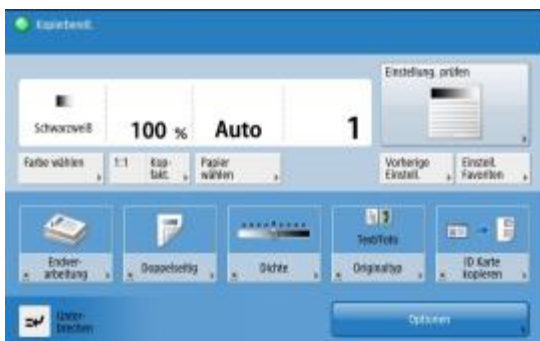 Kopierbereit.
Einstellung. prüfen
Schwarzweiß
100 %
Auto
1
Farbe wählen
1:1
Kop-
fakt.
Papier
wählen
Vorherige
Einstell.
Einstell.
Favoriten
Text/Foto
Endver-
arbeitung
Doppelseitig
Dichte
Originaltyp
ID Karte
kopieren
Unter-
brechen
Optionen